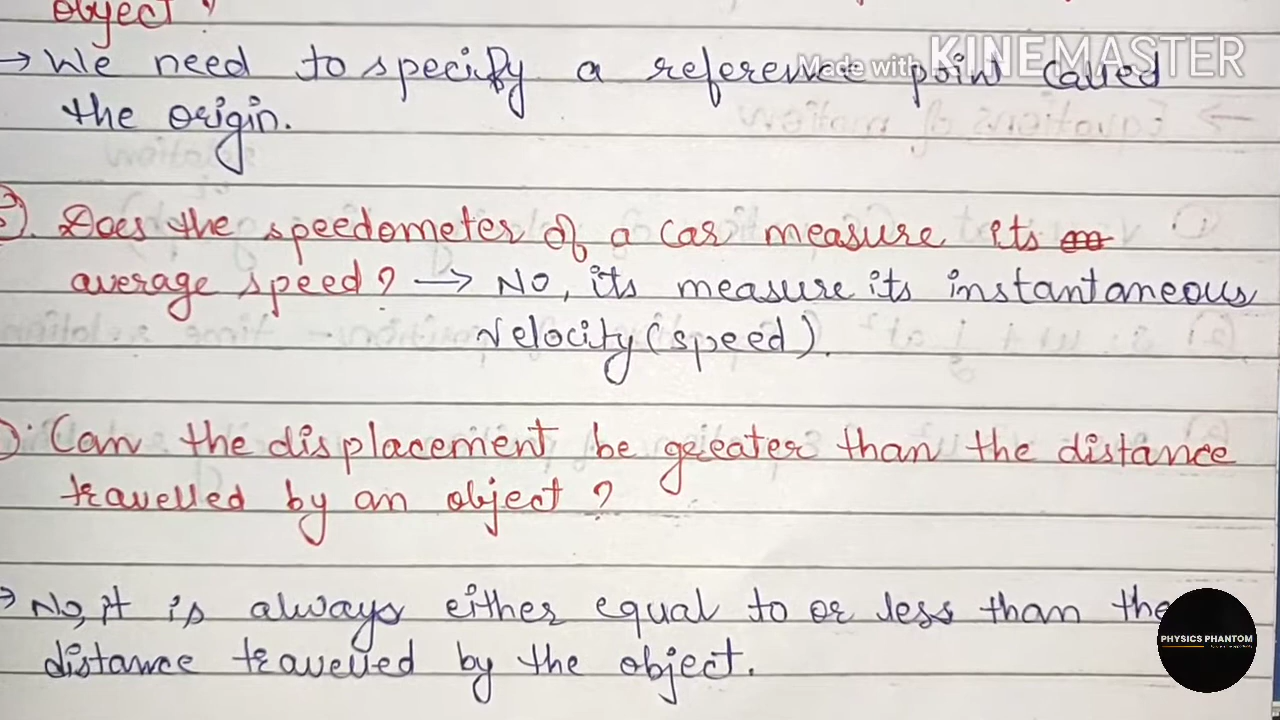 object ?
→ We need to specify a reference point called
the origin.
Made with KINEMASTER
Does the speedometer of a car measure its
average speed? → No, its measure its instantaneous
velocity (speed).
Can the displacement be greater than the distance
travelled by an object ?
→ No, it is always either equal to or less than the
distance travelled by the object.
PHYSICS PHANTOM